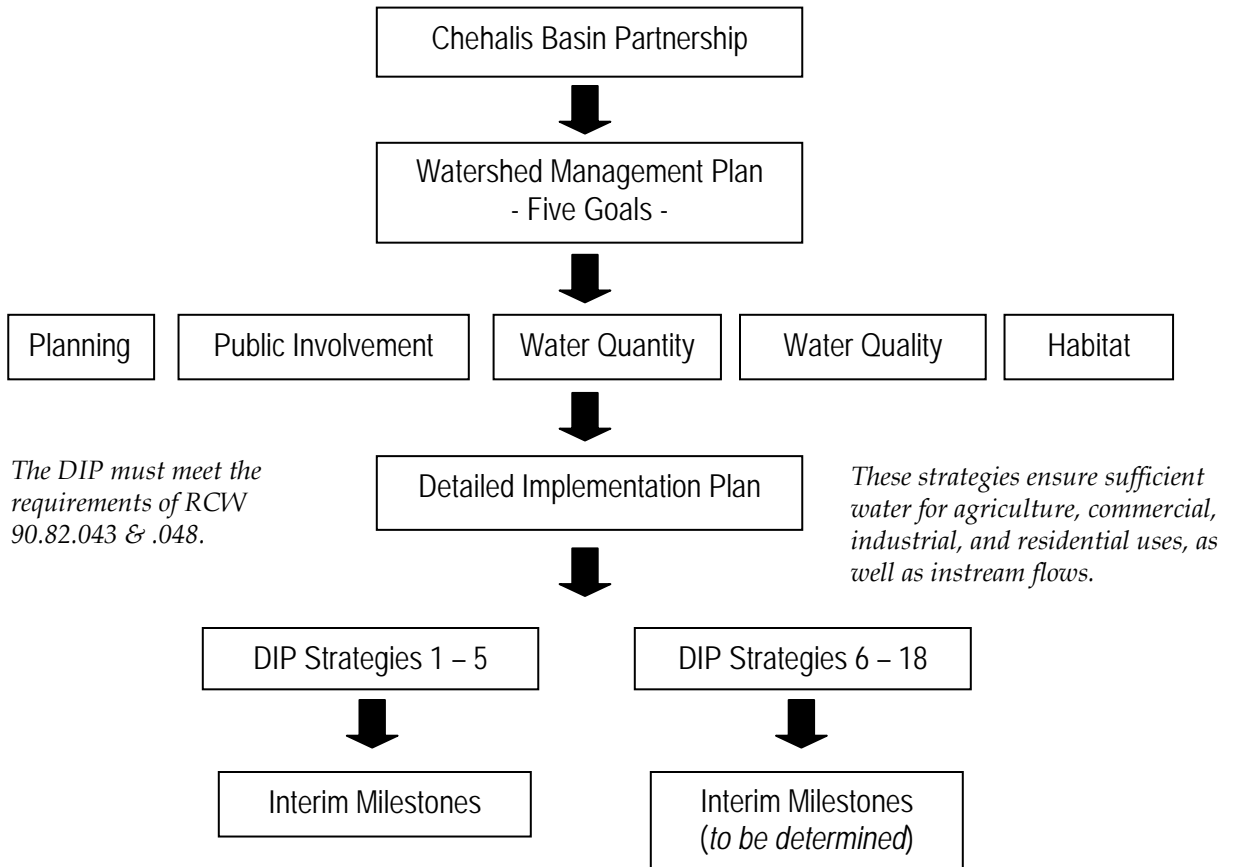 Chehalis Basin Partnership
Watershed Management Plan
- Five Goals -
Planning
Public Involvement
Water Quantity
Water Quality
Habitat
The DIP must meet the
requirements of RCW
90.82.043 & .048.
Detailed Implementation Plan
These strategies ensure sufficient
water for agriculture, commercial,
industrial, and residential uses, as
well as instream flows.
DIP Strategies 1 – 5
DIP Strategies 6 – 18
Interim Milestones
Interim Milestones
(to be determined)